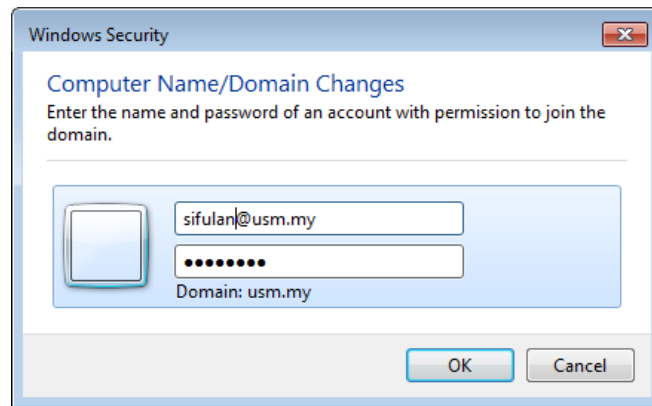 Windows Security
Computer Name/Domain Changes
Enter the name and password of an account with permission to join the
domain.
sifulan@usm.my
●●●●●●●●
Domain: usm.my
OK
Cancel